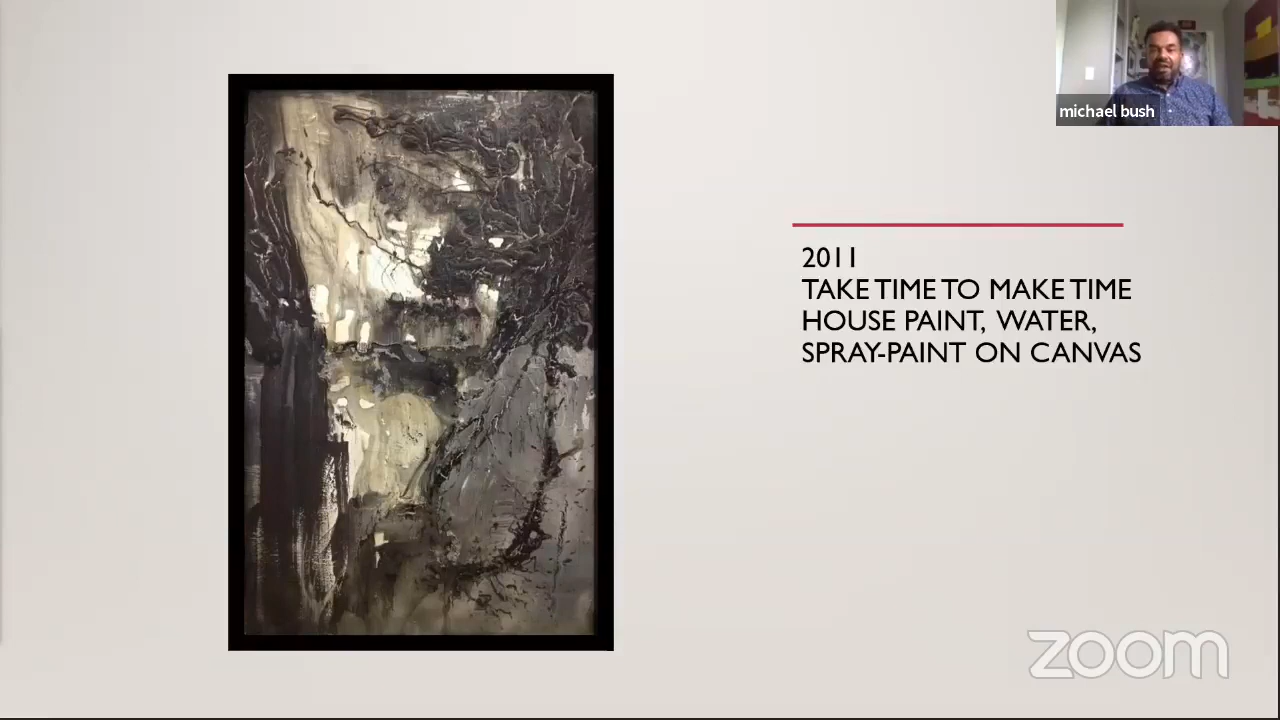 michael bush
2011
TAKE TIME TO MAKE TIME
HOUSE PAINT, WATER,
SPRAY-PAINT ON CANVAS
zoom